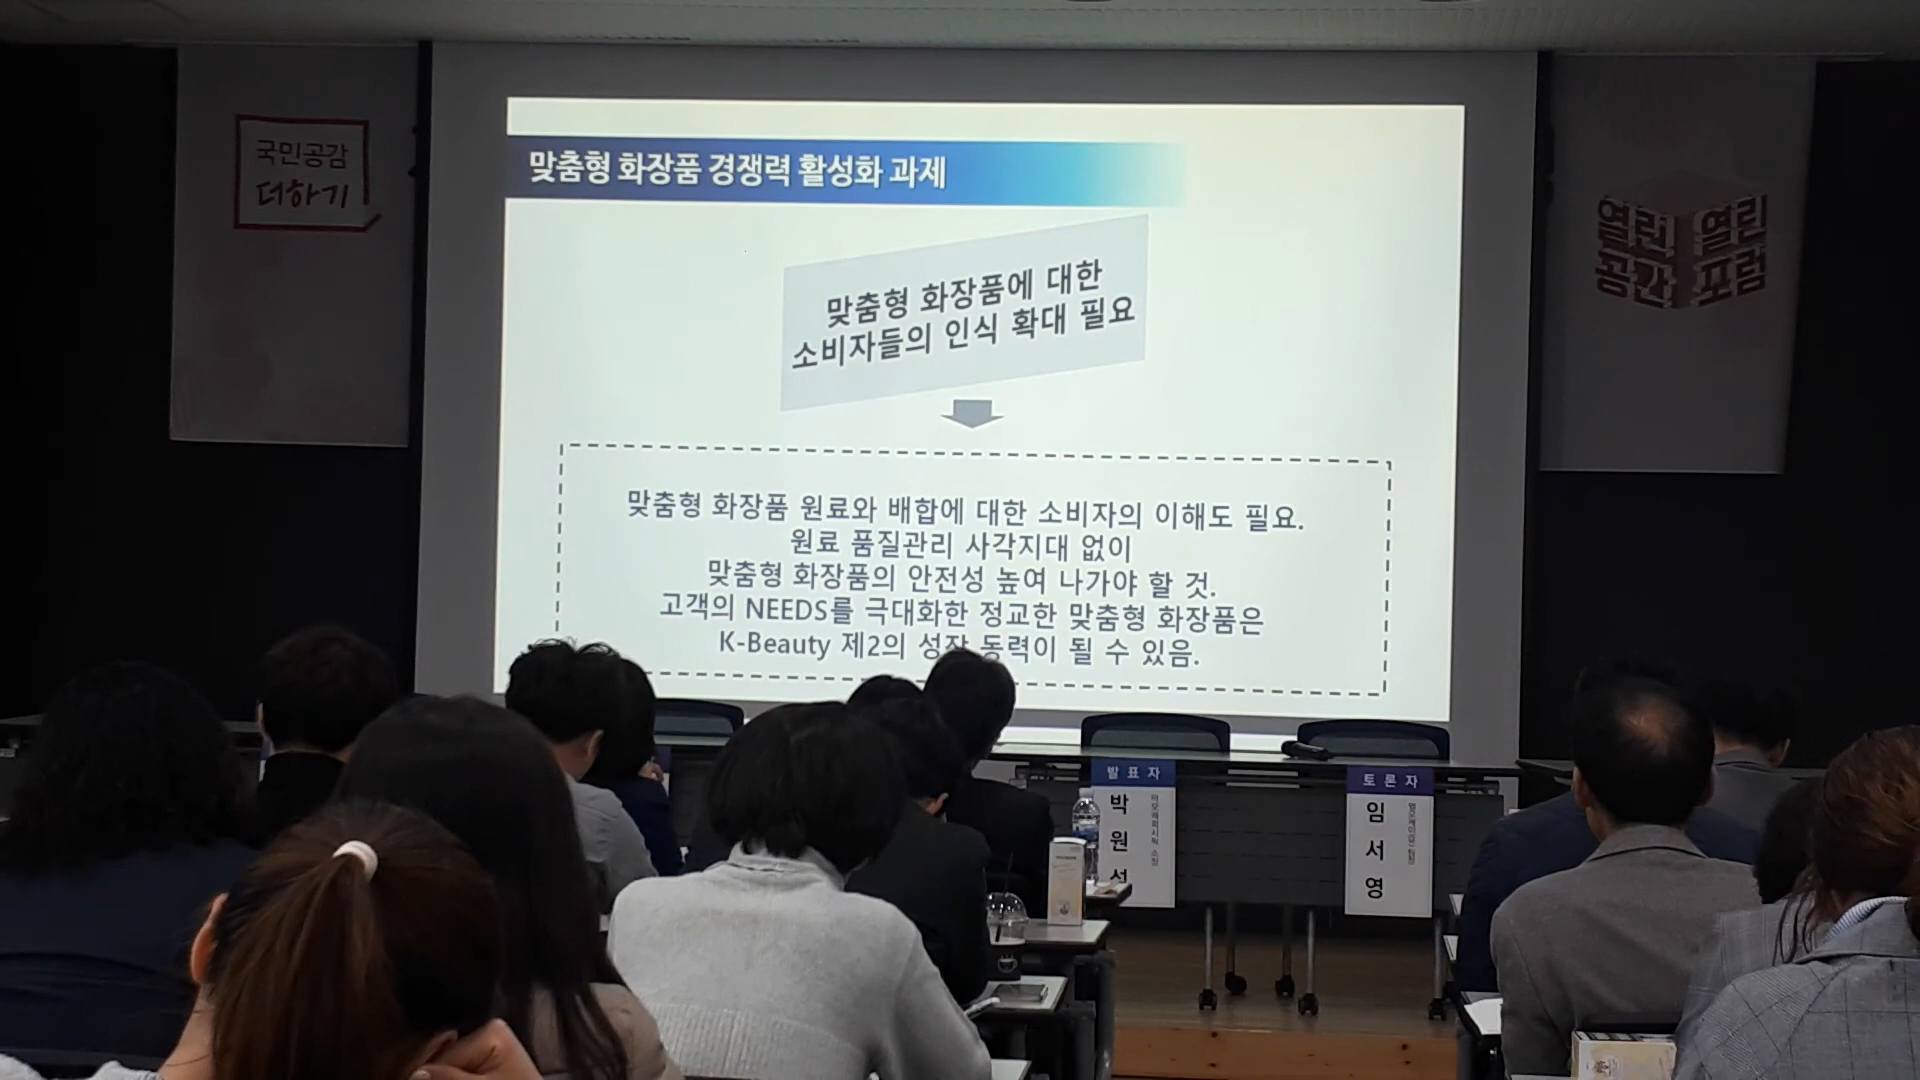 국민공감
더하기
맞춤형 화장품 경쟁력 활성화 과제
열린 열린
공간 포럼
맞춤형 화장품에 대한
소비자들의 인식 확대 필요
맞춤형 화장품 원료와 배합에 대한 소비자의 이해도 필요.
원료 품질관리 사각지대 없이
맞춤형 화장품의 안전성 높여 나가야 할 것.
고객의 NEEDS를 극대화한 정교한 맞춤형 화장품은
K-Beauty 제2의 성장 동력이 될 수 있음.
발표자
박원
토론자
임서영